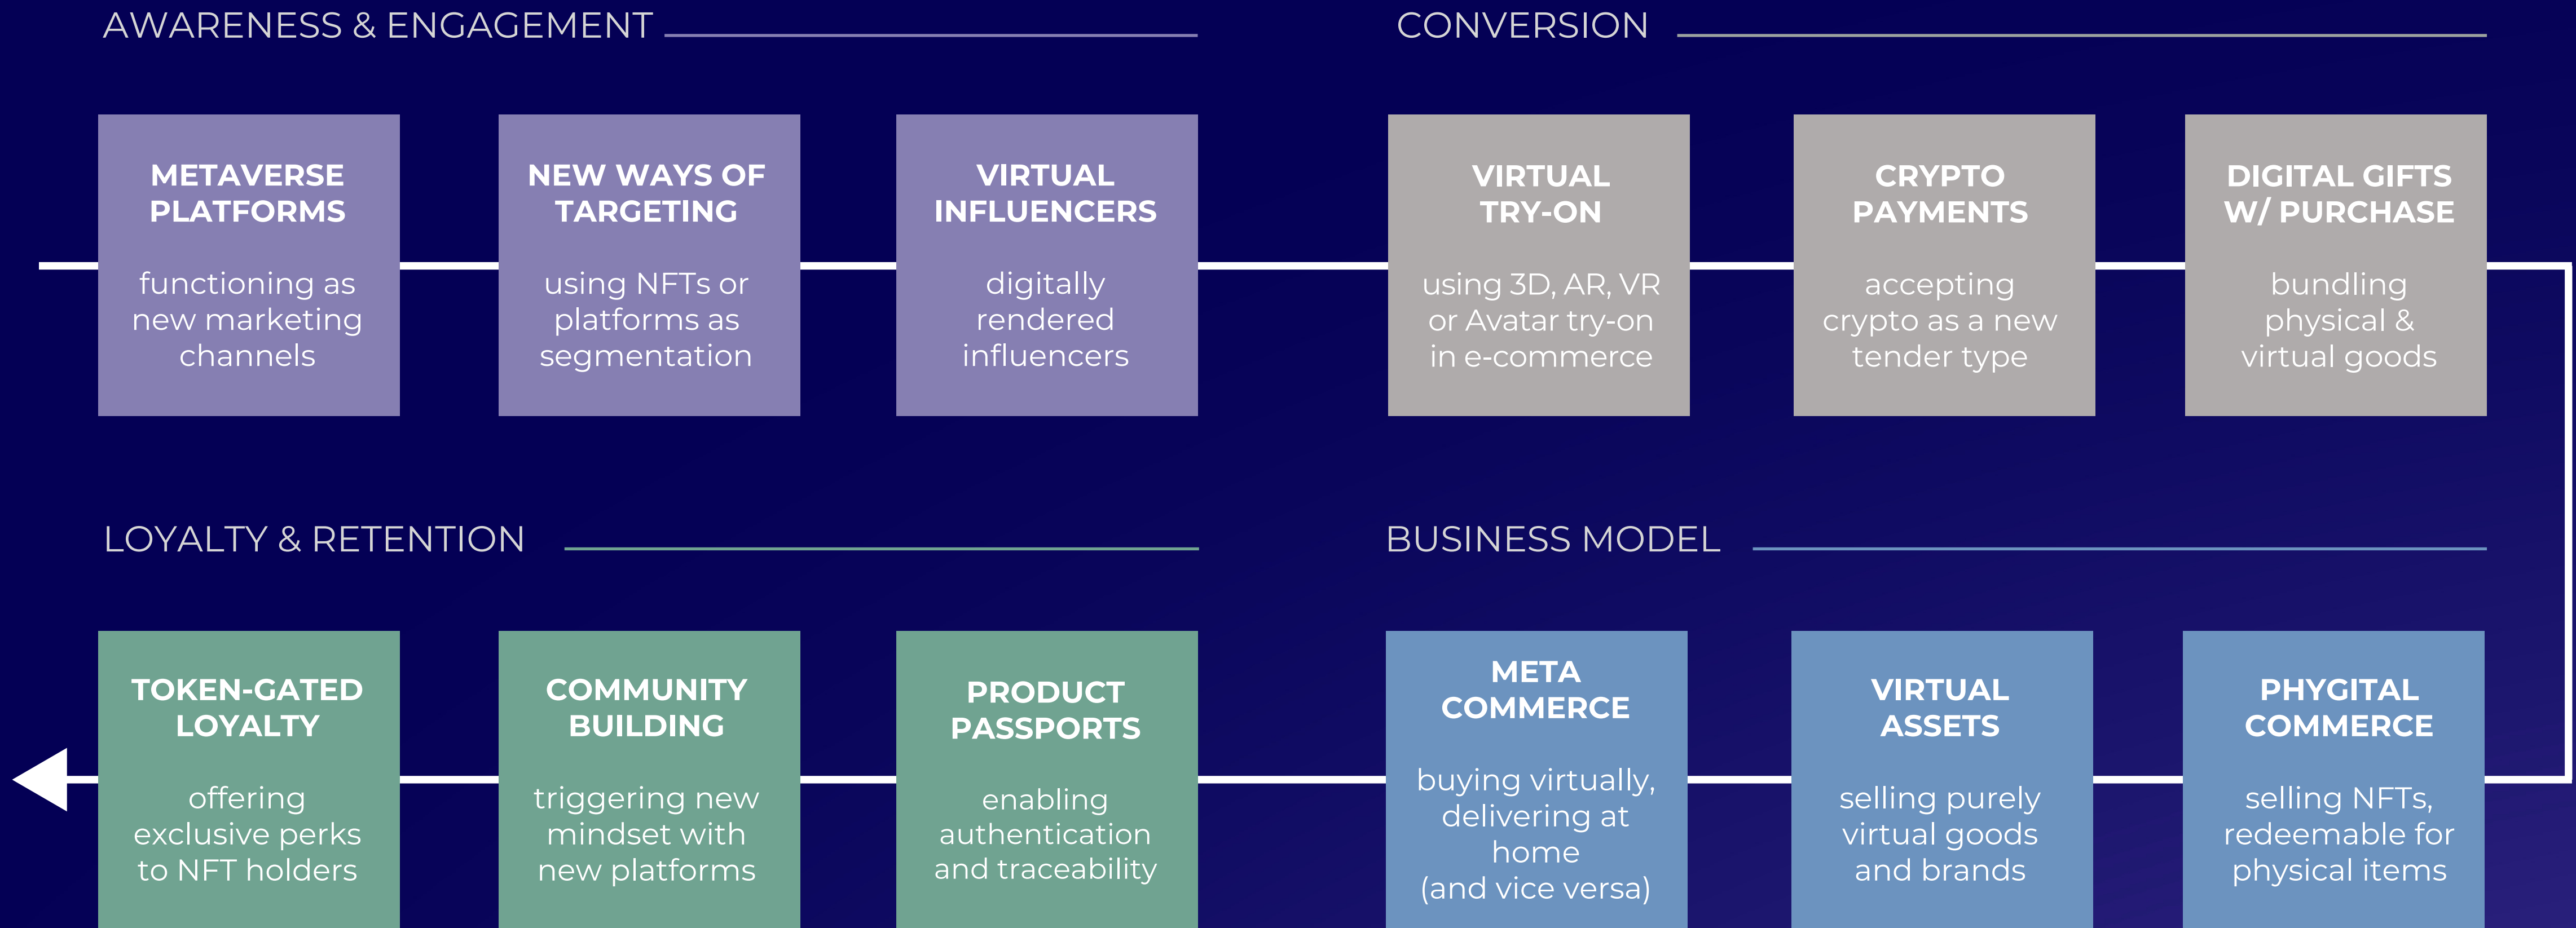 AWARENESS & ENGAGEMENT
METAVERSE
PLATFORMS
functioning as
new marketing
channels
NEW WAYS OF
TARGETING
using NFTs or
platforms as
segmentation
VIRTUAL
INFLUENCERS
digitally
rendered
influencers
CONVERSION
VIRTUAL
TRY-ON
using 3D, AR, VR
or Avatar try-on
in e-commerce
CRYPTO
PAYMENTS
accepting
crypto as a new
tender type
DIGITAL GIFTS
W/ PURCHASE
bundling
physical &
virtual goods
LOYALTY & RETENTION
TOKEN-GATED
LOYALTY
offering
exclusive perks
to NFT holders
COMMUNITY
BUILDING
triggering new
mindset with
new platforms
PRODUCT
PASSPORTS
enabling
authentication
and traceability
BUSINESS MODEL
META
COMMERCE
buying virtually,
delivering at
home
(and vice versa)
VIRTUAL
ASSETS
selling purely
virtual goods
and brands
PHYGITAL
COMMERCE
selling NFTs,
redeemable for
physical items